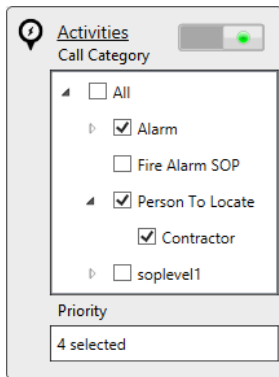 Activities
Call Category
All
Alarm
Fire Alarm SOP
Person To Locate
Contractor
soplevel1
Priority
4 selected